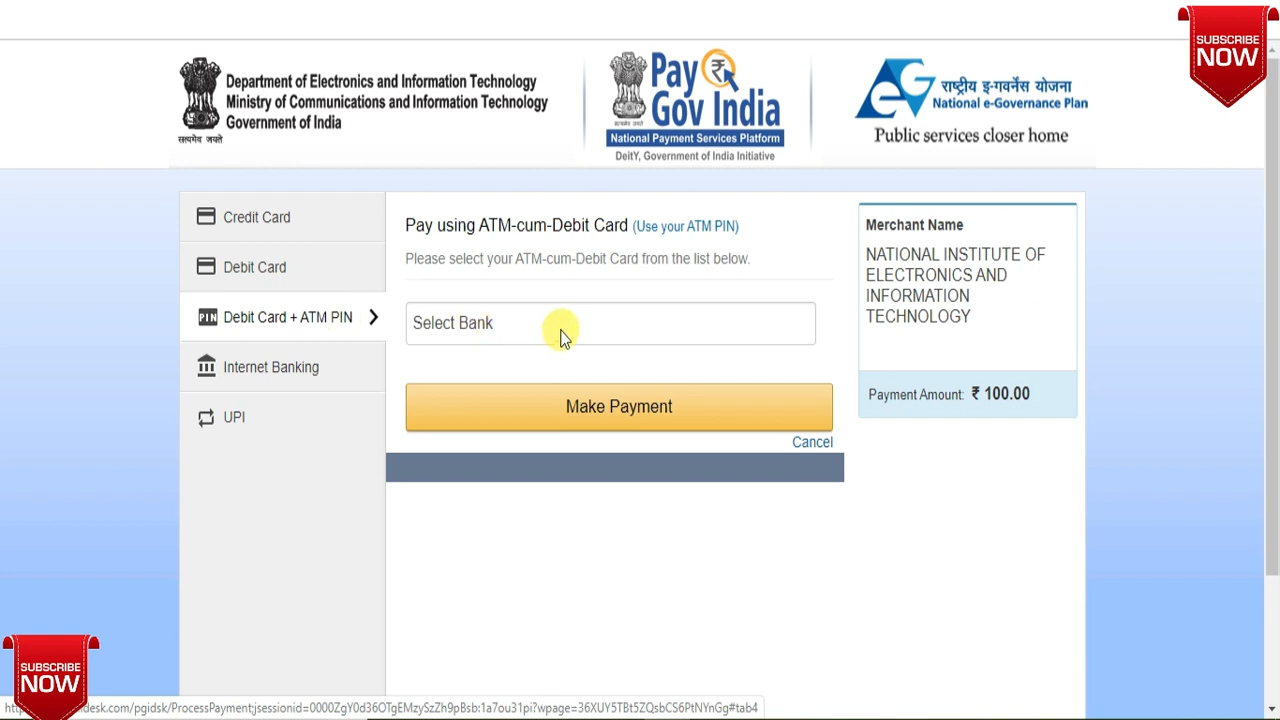 SUBSCRIBE
NOW
Department of Electronics and Information Technology
Ministry of Communications and Information Technology
Government of India
सत्यमेव जयते
Pay
Gov India
National Payment Services Platform
DeitY, Government of India Initiative
राष्ट्रीय इ-गवर्नेंस योजना
National e-Governance Plan
Public services closer home
Credit Card
Debit Card
PIN Debit Card + ATM PIN
Internet Banking
UPI
Pay using ATM-cum-Debit Card (Use your ATM PIN)
Please select your ATM-cum-Debit Card from the list below.
Select Bank
Make Payment
Cancel
Merchant Name
NATIONAL INSTITUTE OF
ELECTRONICS AND
INFORMATION
TECHNOLOGY
Payment Amount: ₹ 100.00
SUBSCRIBE
NOW
desk.com/pgidsk/ProcessPayment;jsessionid=0000ZgY0d36OTgEMzySzZh9pBsb:1a7ou31pi?wpage=36XUY5TBt5ZQsbCS6PtNYnGg#tab4